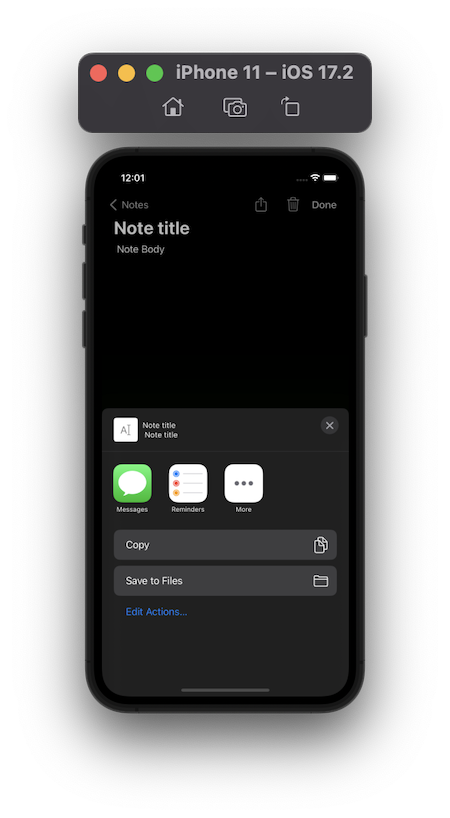 iPhone 11 – iOS 17.2
12:01
Notes
Done
Note title
Note Body
AI
Note title
Note title
Messages
Reminders
More
Copy
Save to Files
Edit Actions...